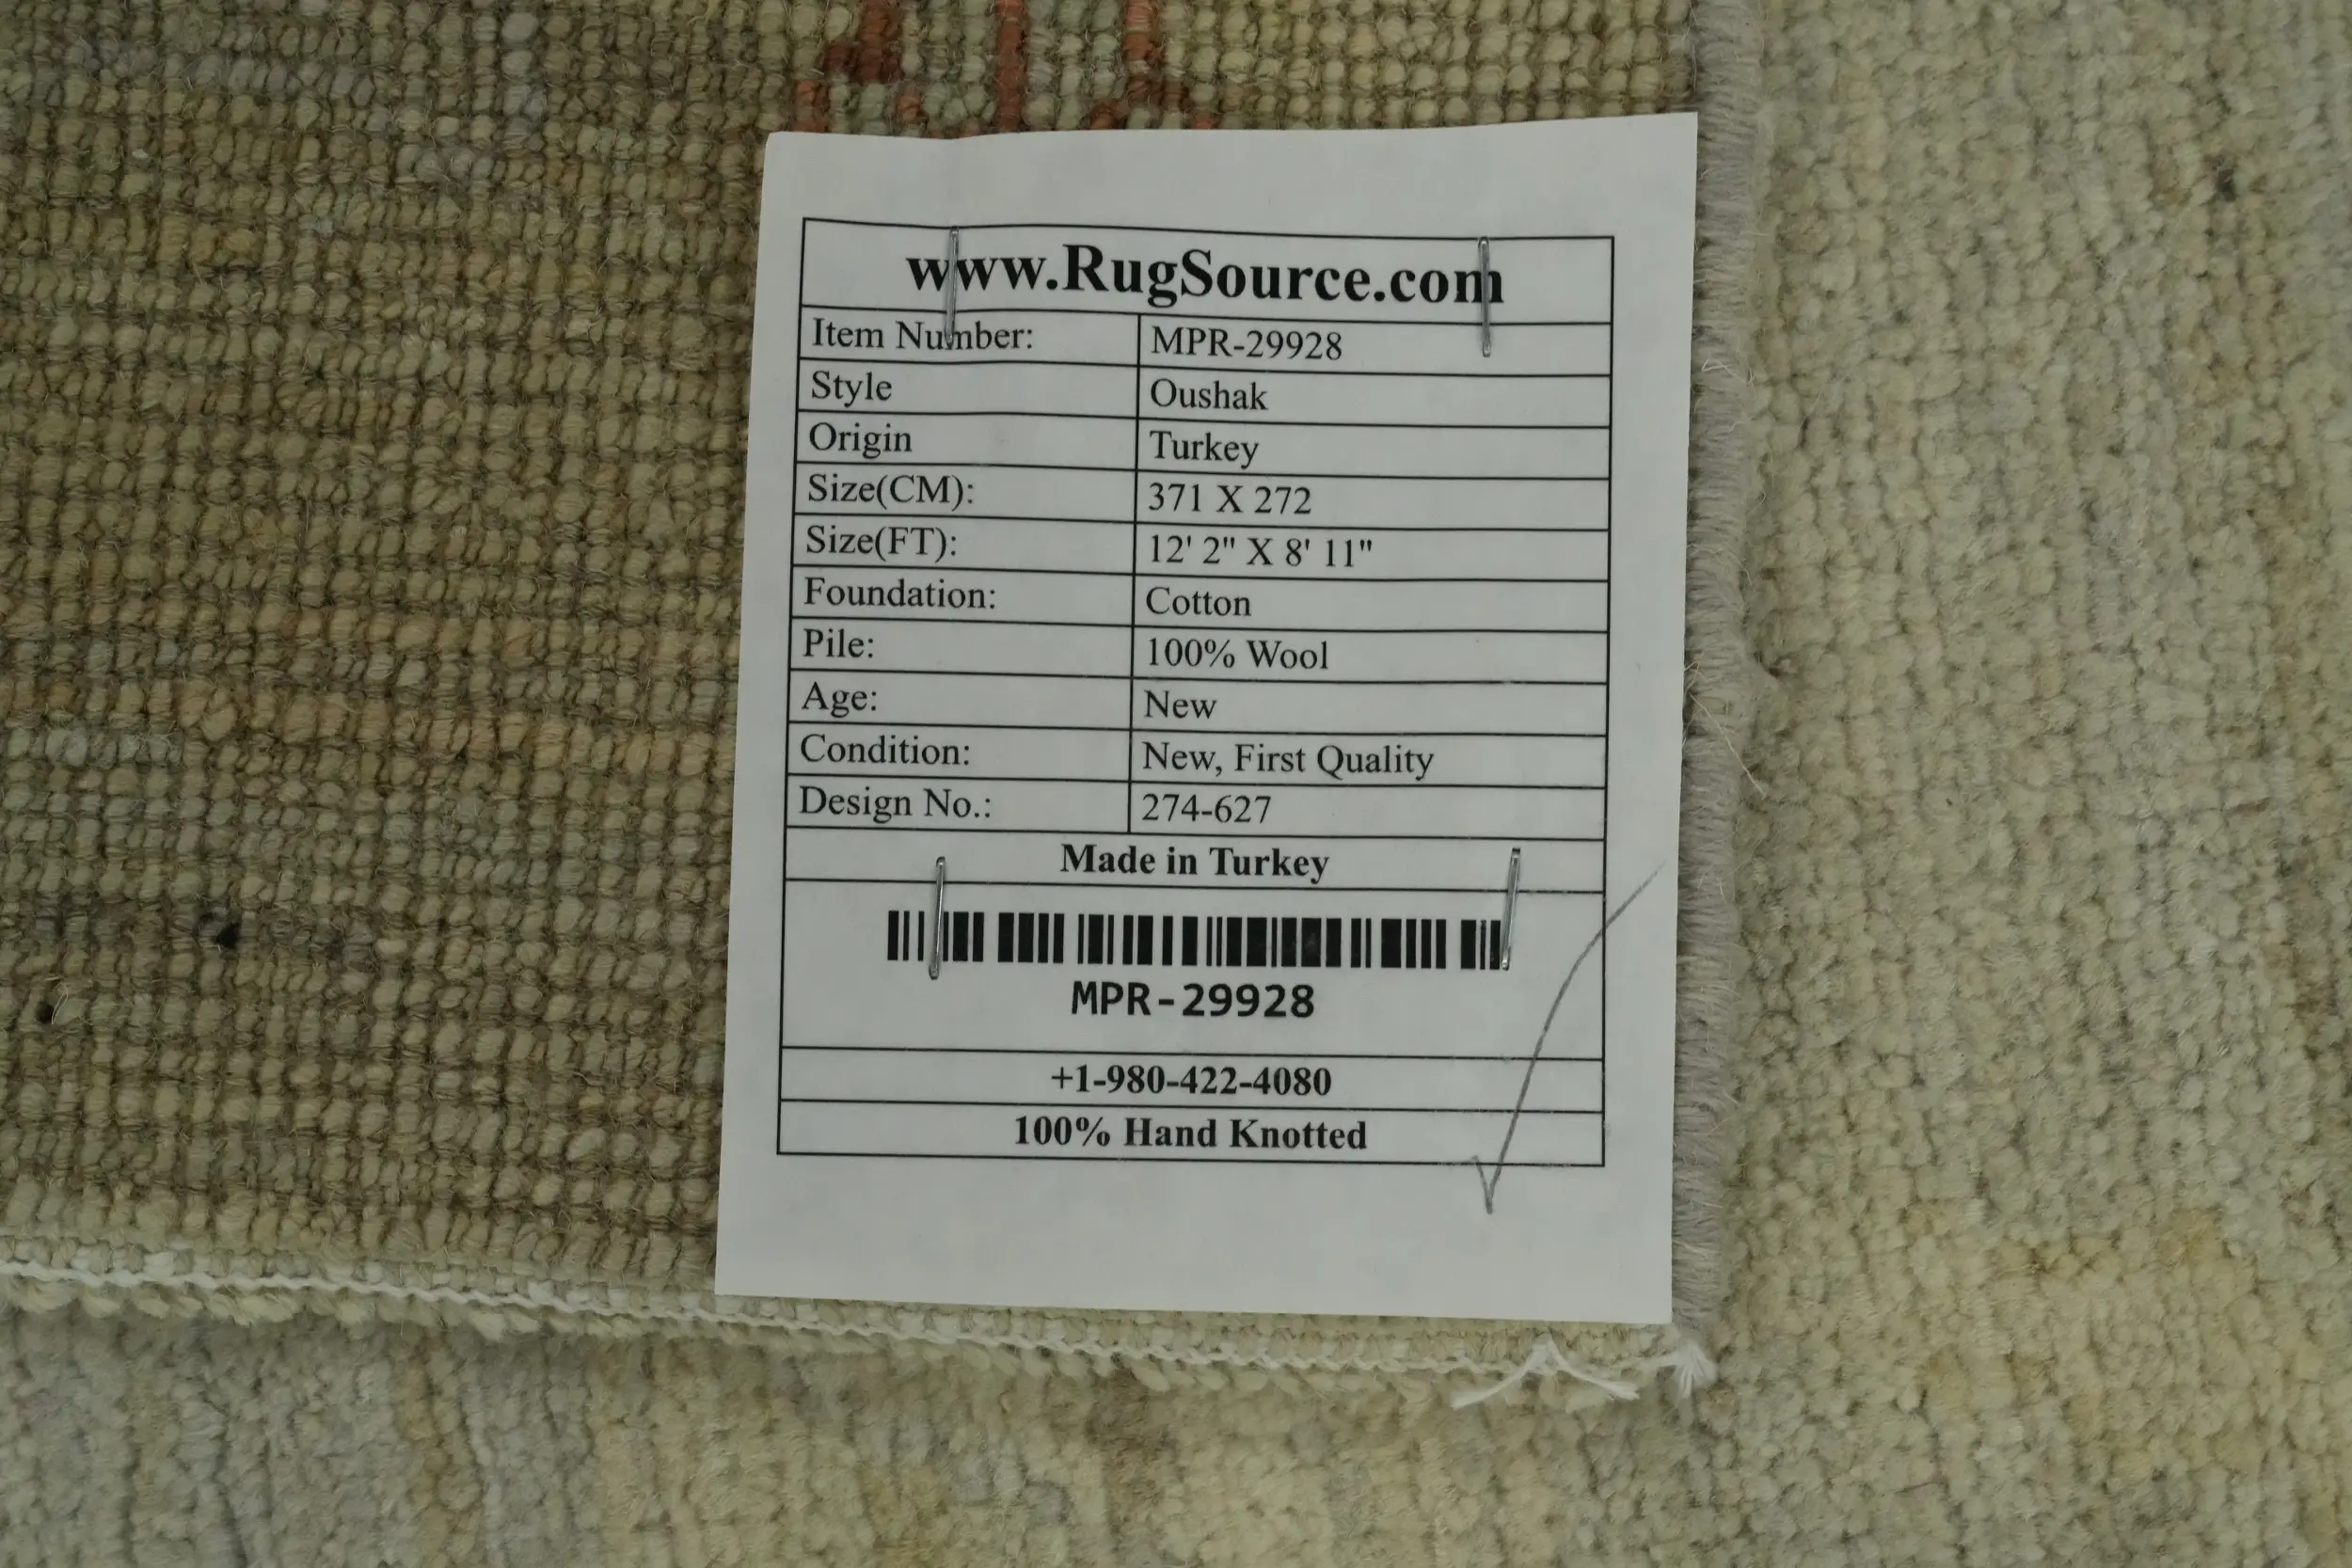 www.RugSource.com
Item Number: MPR-29928
Style Oushak
Origin Turkey
Size(CM): 371 X 272
Size(FT): 12' 2" X 8' 11"
Foundation: Cotton
Pile: 100% Wool
Age: New
Condition: New, First Quality
Design No.: 274-627
Made in Turkey
MPR-29928
+1-980-422-4080
100% Hand Knotted